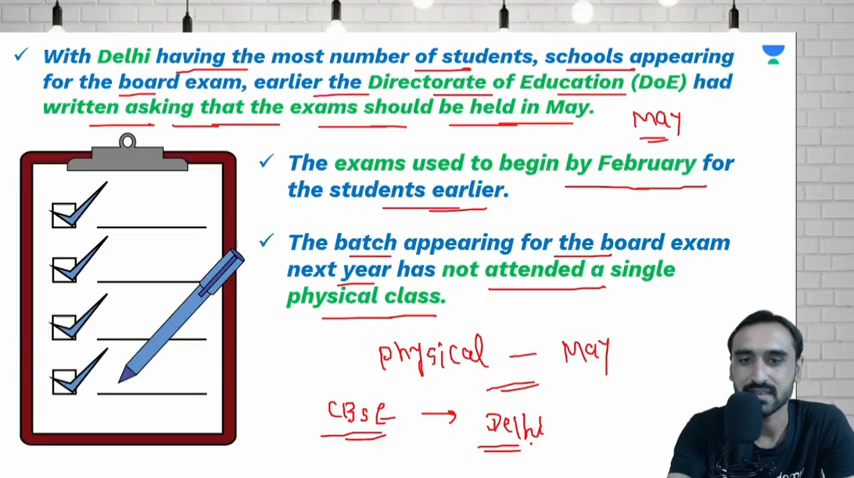 With Delhi having the most number of students, schools appearing
for the board exam, earlier the Directorate of Education (DoE) had
written asking that the exams should be held in May.
May
The exams used to begin by February for
the students earlier.
The batch appearing for the board exam
next year has not attended a single
physical class.
Physical — May
CBSE → Delhi